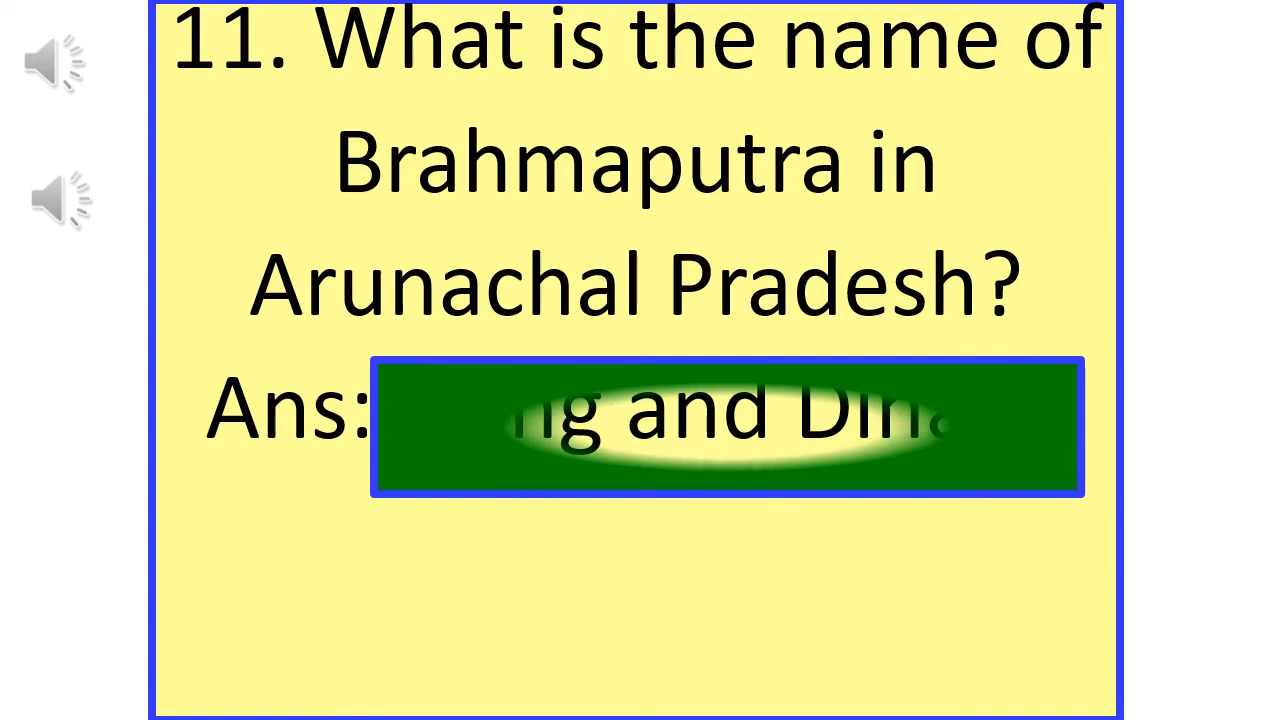 11. What is the name of
Brahmaputra in
Arunachal Pradesh?
Ans: and